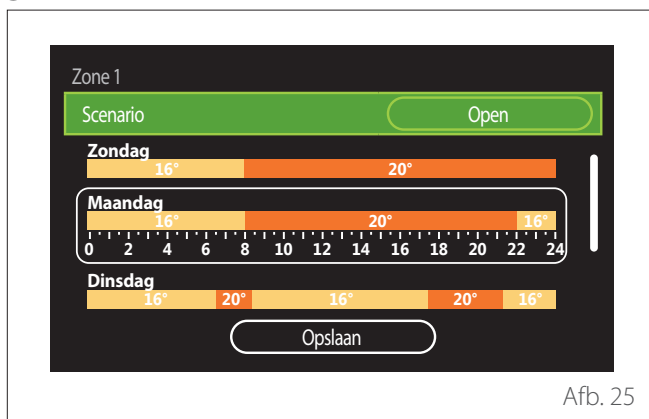 Zone 1
Scenario Open
Zondag
16° 20°
Maandag
16° 20° 16°
0 2 4 6 8 10 12 14 16 18 20 22 24
Dinsdag
16° 20° 16° 20° 16°
Opslaan
Afb. 25